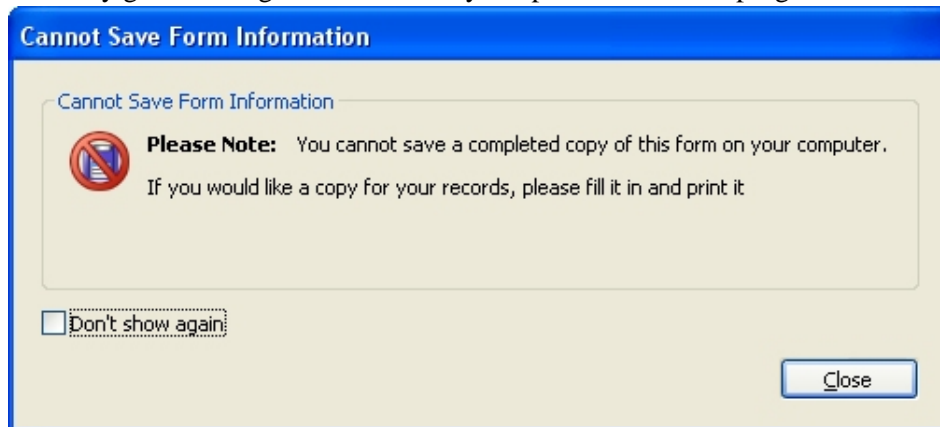 Cannot Save Form Information
Cannot Save Form Information
Please Note: You cannot save a completed copy of this form on your computer.
If you would like a copy for your records, please fill it in and print it
Don't show again
Close